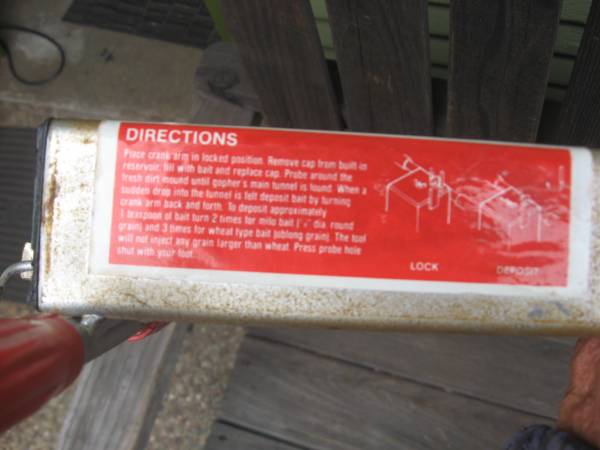 DIRECTIONS
Place crank arm in locked position. Remove cap from built-in
reservoir, fill with bait and replace cap. Probe around the
fresh dirt mound until gopher's main tunnel is found. When a
sudden drop into the tunnel is felt deposit bait by turning
crank arm back and forth. To deposit approximately
1 teaspoon of bait turn 2 times for milo bait ( dia. round
grain) and 3 times for wheat type bait (oblong grain). The tool
will not inject any grain larger than wheat. Press probe hole
shut with your foot.
LOCK
DEPOSIT